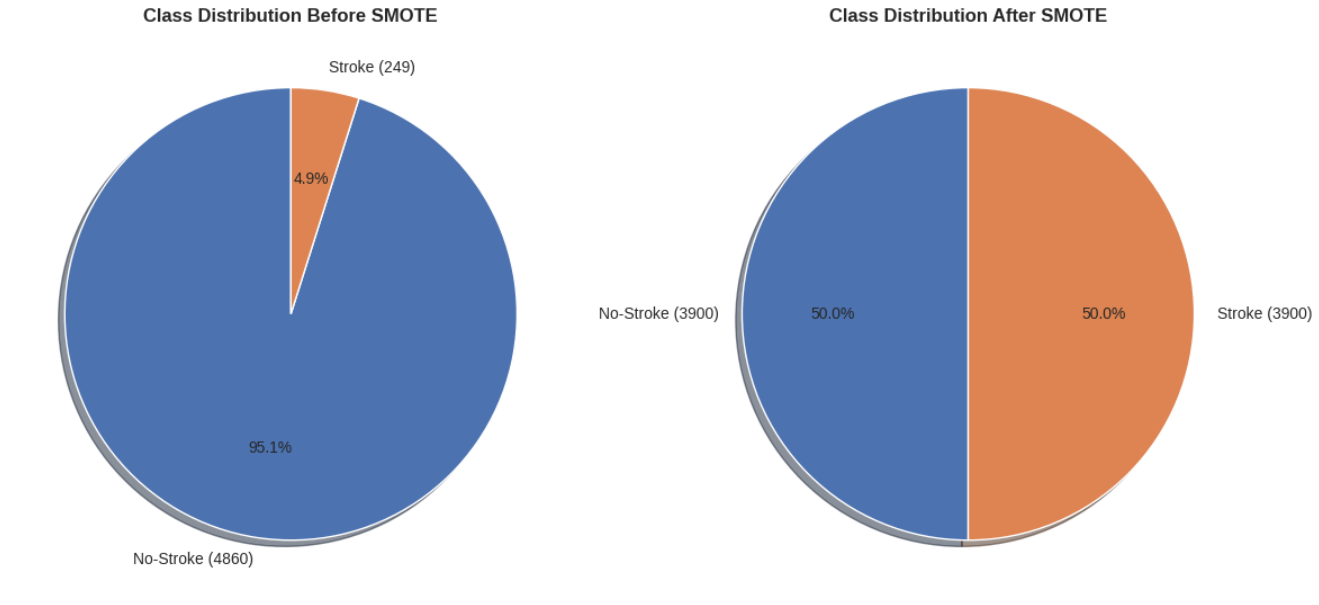 Class Distribution Before SMOTE
Stroke (249)
4.9%
95.1%
No-Stroke (4860)
Class Distribution After SMOTE
No-Stroke (3900)
50.0%
50.0%
Stroke (3900)